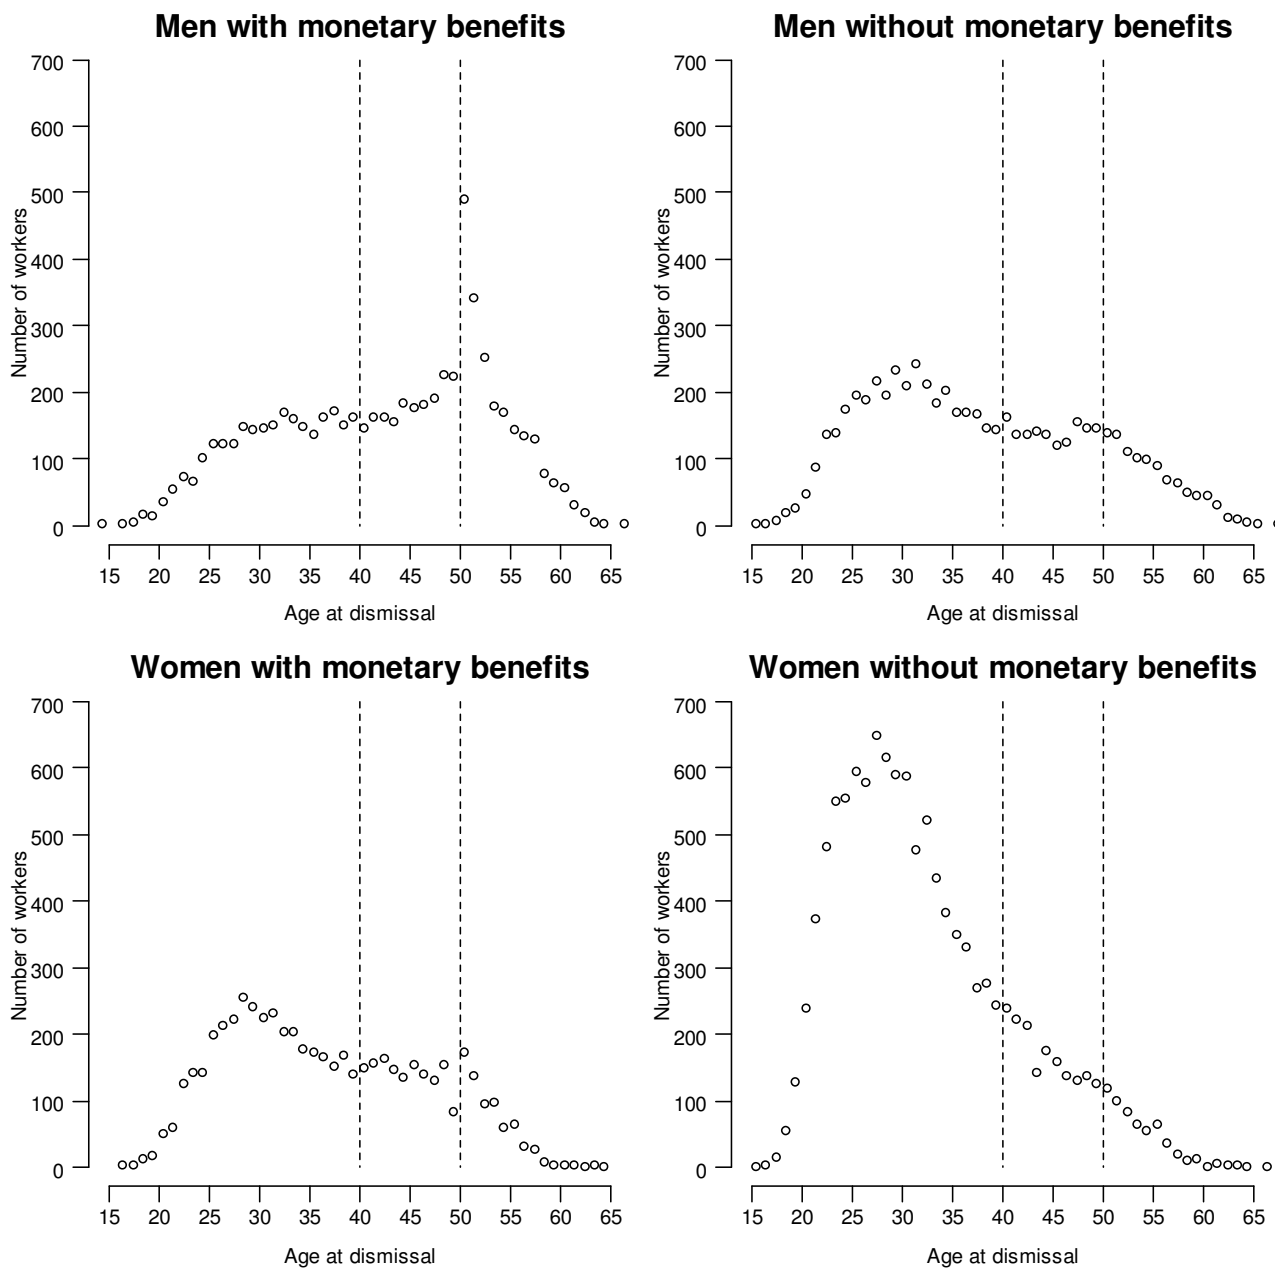 Men with monetary benefits
Number of workers
700
600
500
400
300
200
100
0
15 20 25 30 35 40 45 50 55 60 65
Age at dismissal
Men without monetary benefits
Number of workers
700
600
500
400
300
200
100
0
15 20 25 30 35 40 45 50 55 60 65
Age at dismissal
Women with monetary benefits
Number of workers
700
600
500
400
300
200
100
0
15 20 25 30 35 40 45 50 55 60 65
Age at dismissal
Women without monetary benefits
Number of workers
700
600
500
400
300
200
100
0
15 20 25 30 35 40 45 50 55 60 65
Age at dismissal